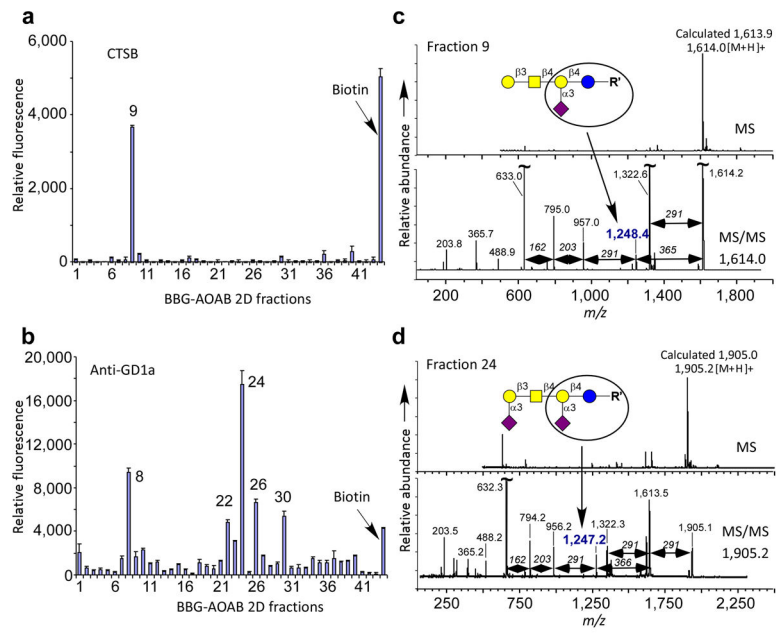 a
CTSB
Relative fluorescence
6,000
4,000
2,000
0
9
Biotin
1 6 11 16 21 26 31 36 41
BBG-AOAB 2D fractions
b
Anti-GD1a
Relative fluorescence
20,000
16,000
12,000
8,000
4,000
0
8
22
24
26
30
Biotin
1 6 11 16 21 26 31 36 41
BBG-AOAB 2D fractions
c
Fraction 9
Calculated 1,613.9
1,614.0[M+H]+
β3 β4 β4
R'
α3
MS
Relative abundance
200 600 1,000 1,400 1,800
633.0
1,322.6
1,614.2
795.0
957.0
1,248.4
291
203.8
365.7
488.9
162
203
291
365
MS/MS
1,614.0
200 600 1,000 1,400 1,800
m/z
d
Fraction 24
Calculated 1,905.0
1,905.2[M+H]+
β3 β4 β4
R'
α3 α3
MS
Relative abundance
632.3
1,613.5
794.2
956.2
1,247.2
1,322.3
1,905.1
203.5
365.2
488.2
291
291
162
203
291
366
MS/MS
1,905.2
250 750 1,250 1,750 2,250
m/z